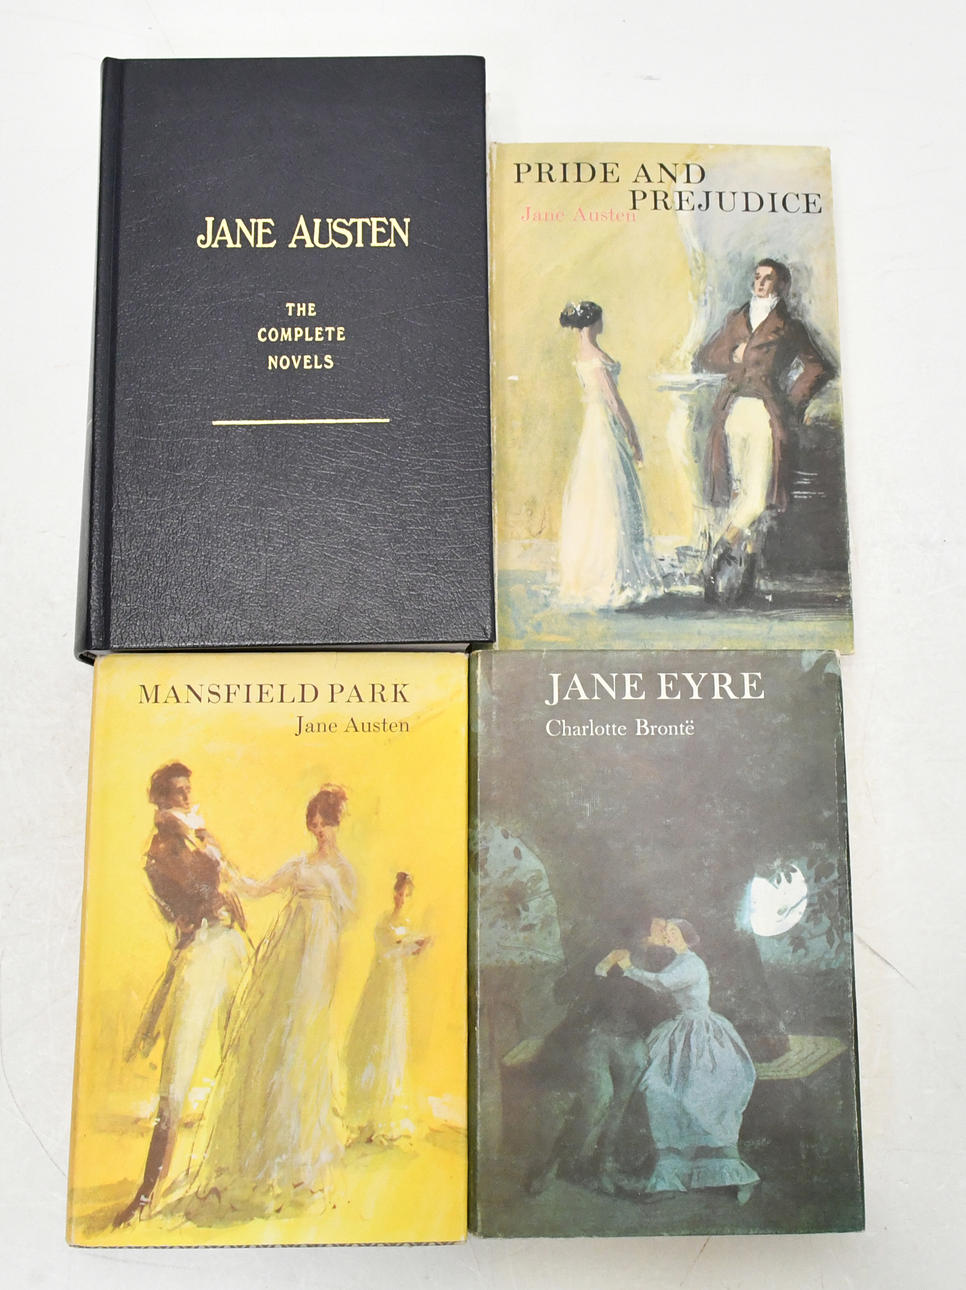 JANE AUSTEN
THE
COMPLETE
NOVELS
PRIDE AND
PREJUDICE
Jane Austen
MANSFIELD PARK
Jane Austen
JANE EYRE
Charlotte Brontë